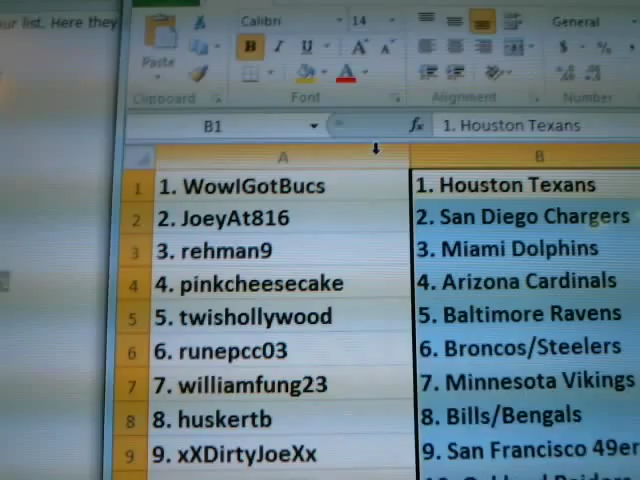 ur list. Here they
Calibri 14 General
B I U A A $ %
Paste A
Clipboard Font Alignment Number
B1 fx 1. Houston Texans
A B
1 1. WowIGotBucs 1. Houston Texans
2 2. JoeyAt816 2. San Diego Chargers
3 3. rehman9 3. Miami Dolphins
4 4. pinkcheesecake 4. Arizona Cardinals
5 5. twishollywood 5. Baltimore Ravens
6 6. runepcc03 6. Broncos/Steelers
7 7. williamfung23 7. Minnesota Vikings
8 8. huskertb 8. Bills/Bengals
9 9. xXDirtyJoeXx 9. San Francisco 49er